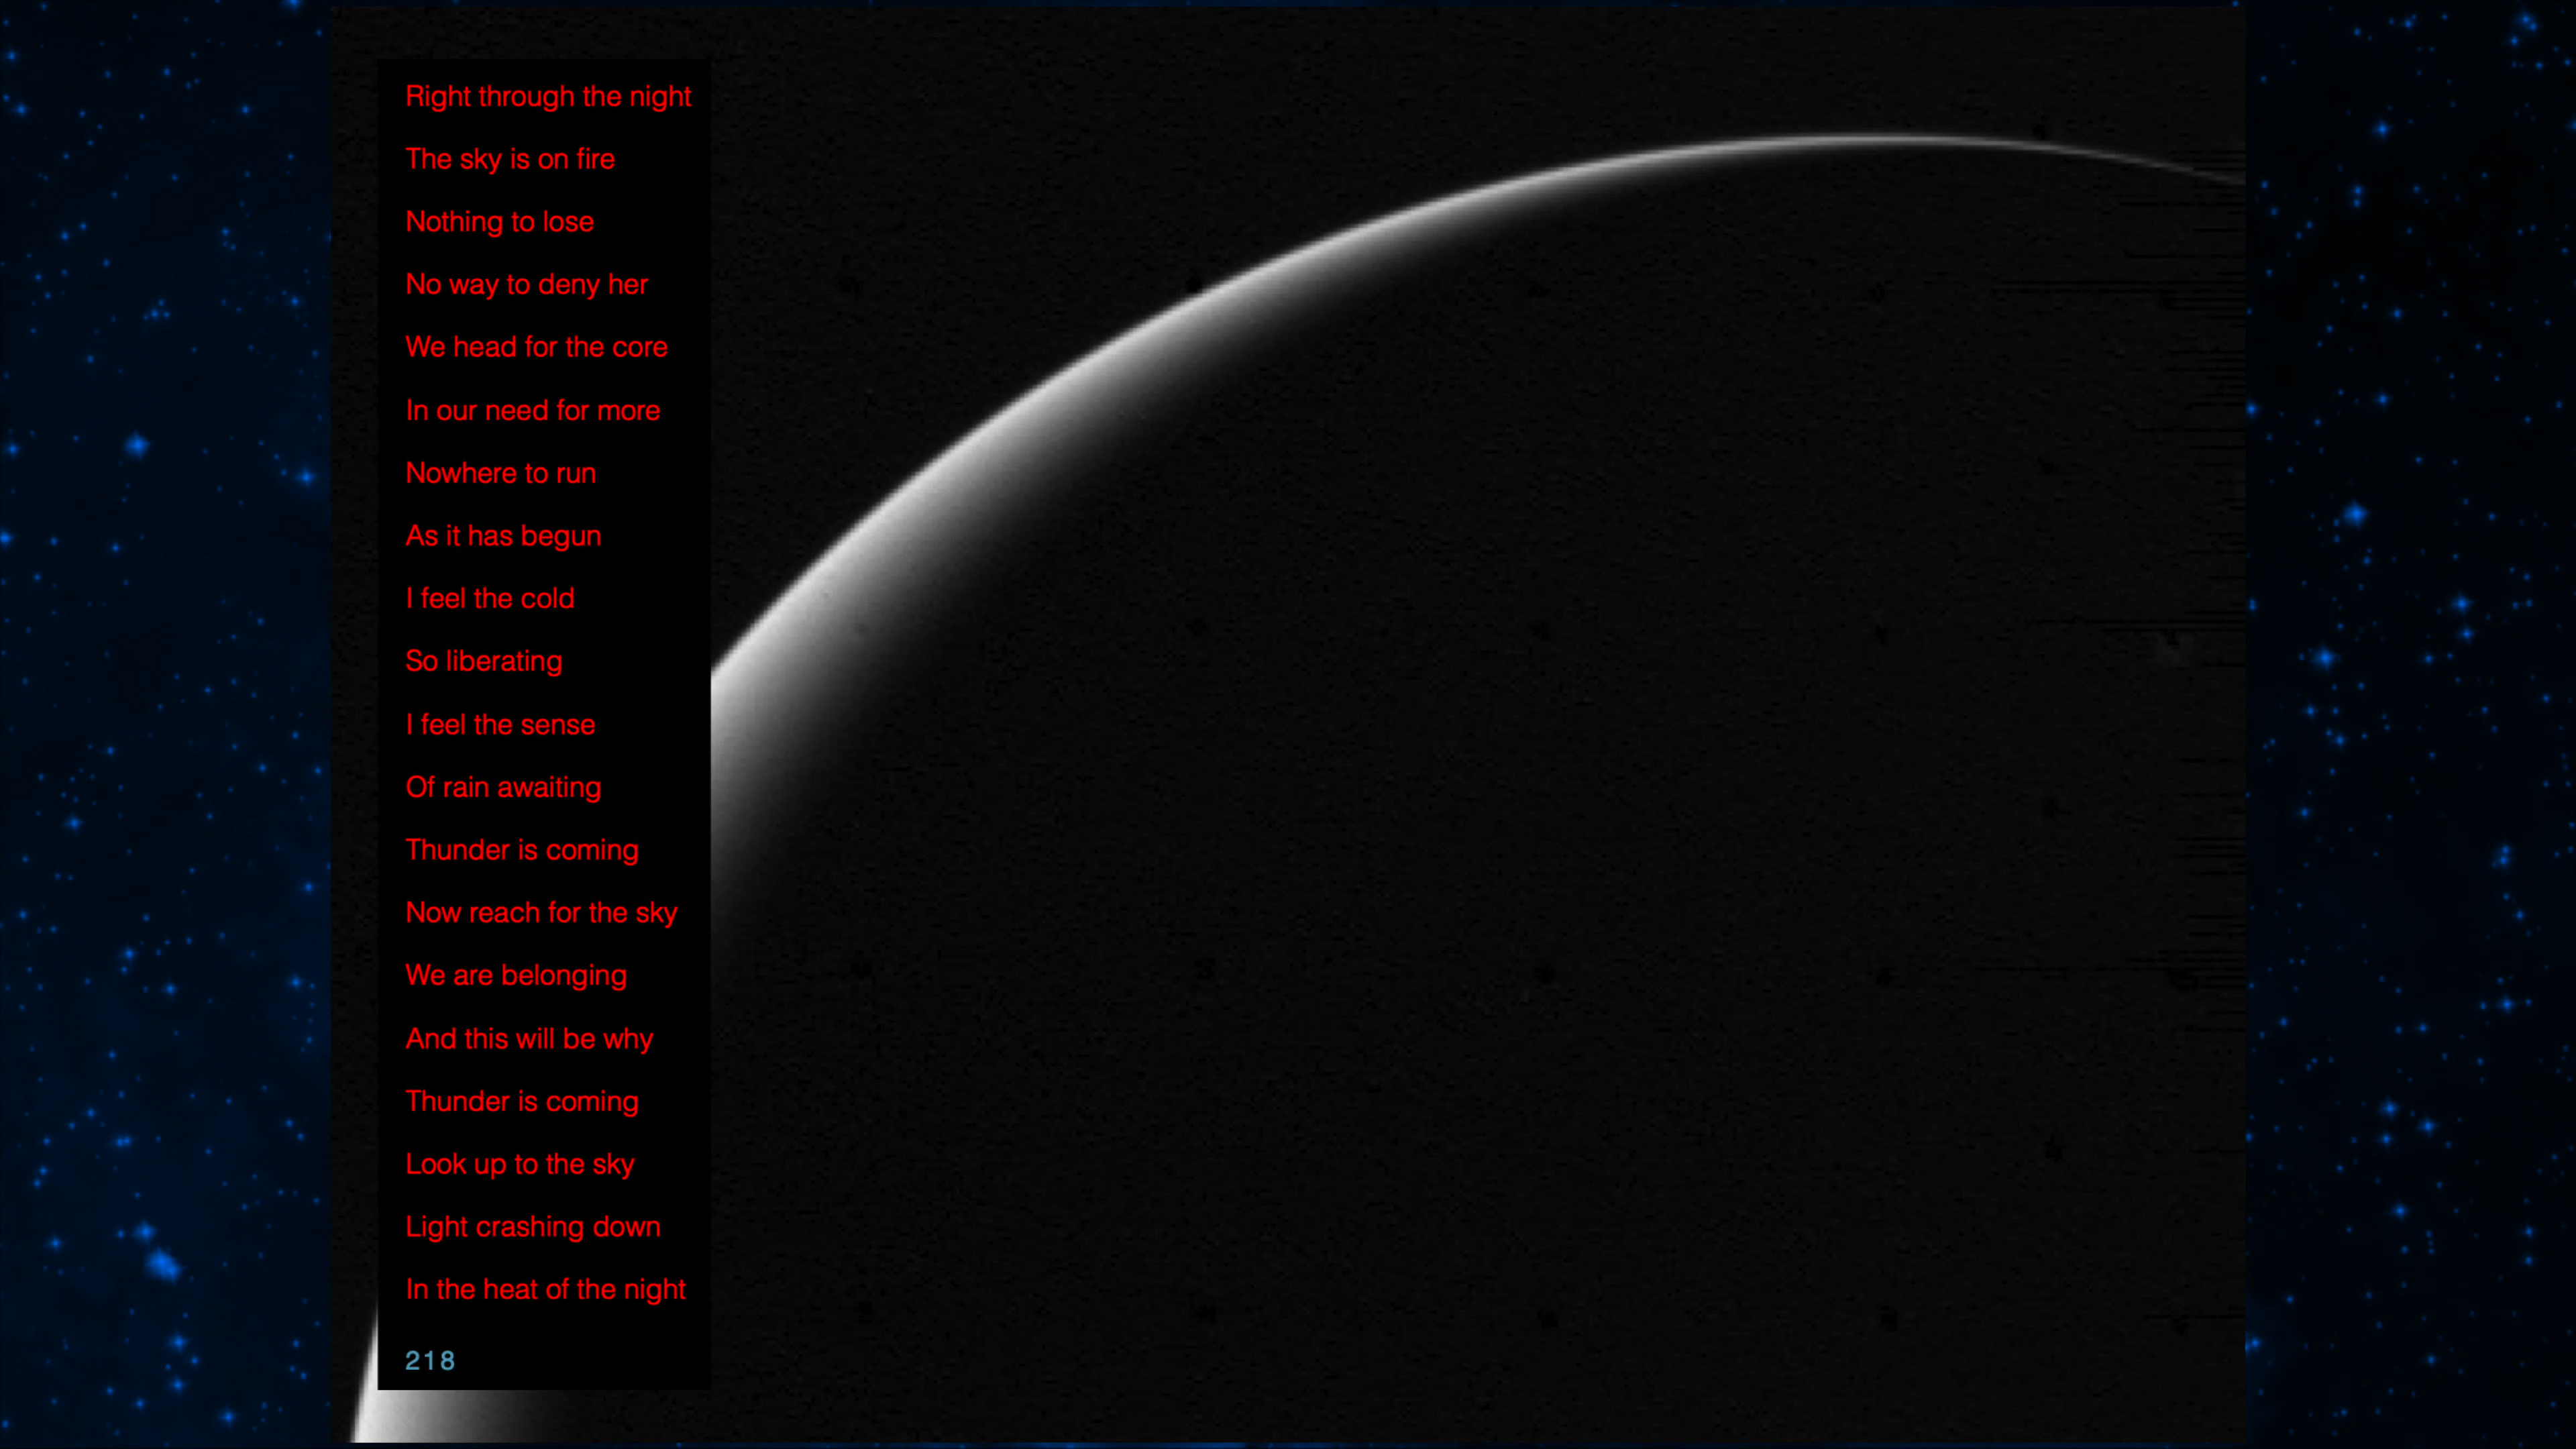 Right through the night
The sky is on fire
Nothing to lose
No way to deny her
We head for the core
In our need for more
Nowhere to run
As it has begun
I feel the cold
So liberating
I feel the sense
Of rain awaiting
Thunder is coming
Now reach for the sky
We are belonging
And this will be why
Thunder is coming
Look up to the sky
Light crashing down
In the heat of the night
218